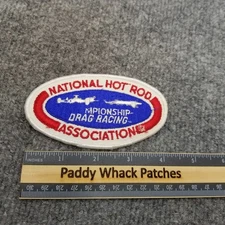 NATIONAL HOT ROD
MPIONSHIP
DRAG RACING
ASSOCIATION
Paddy Whack Patches